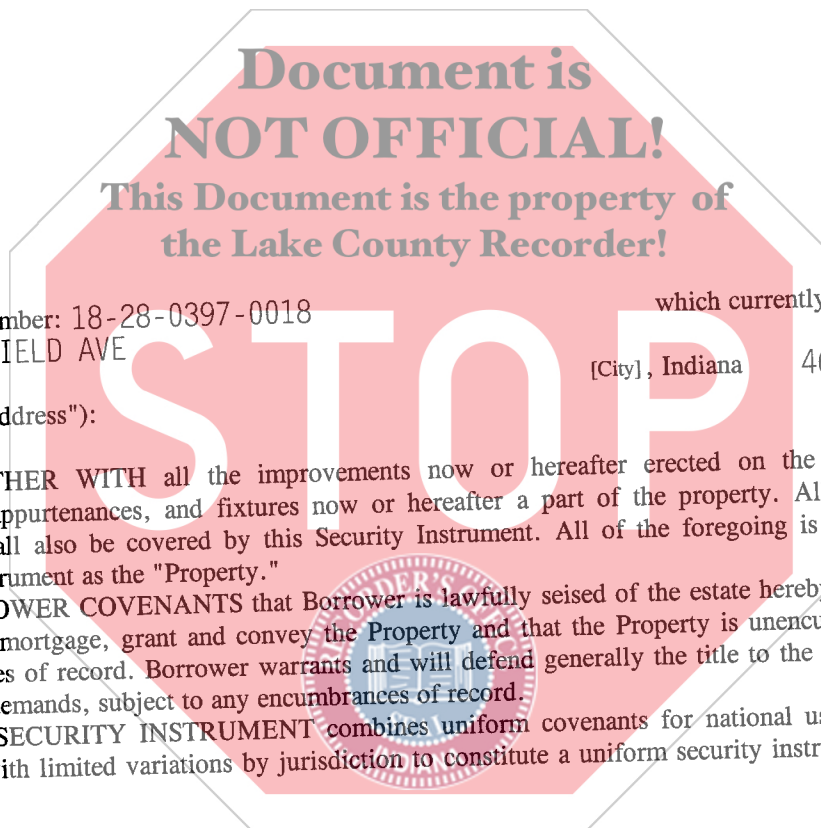 Document is
NOT OFFICIAL!
This Document is the property of
the Lake County Recorder!
mber: 18-28-0397-0018 which currently
IELD AVE
[City] , Indiana 4
ddress"):
STOP
THER WITH all the improvements now or hereafter erected on the
ppurtenances, and fixtures now or hereafter a part of the property. Al
all also be covered by this Security Instrument. All of the foregoing is
rument as the "Property."
OWER COVENANTS that Borrower is lawfully seised of the estate hereby
mortgage, grant and convey the Property and that the Property is unencu
es of record. Borrower warrants and will defend generally the title to the
emands, subject to any encumbrances of record.
SECURITY INSTRUMENT combines uniform covenants for national us
ith limited variations by jurisdiction to constitute a uniform security instr
INDIANA